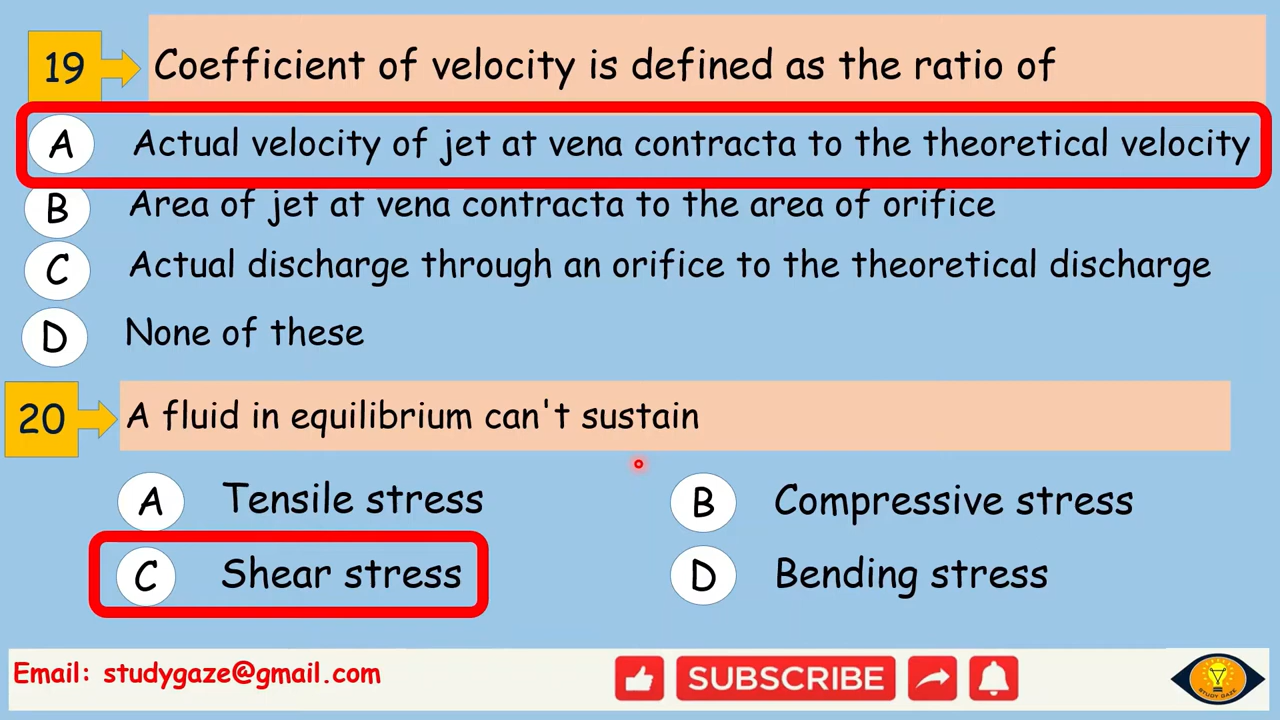 19 Coefficient of velocity is defined as the ratio of
A Actual velocity of jet at vena contracta to the theoretical velocity
B Area of jet at vena contracta to the area of orifice
C Actual discharge through an orifice to the theoretical discharge
D None of these
20 A fluid in equilibrium can't sustain
A Tensile stress B Compressive stress
C Shear stress D Bending stress
Email: studygaze@gmail.com SUBSCRIBE STUDY GAZE